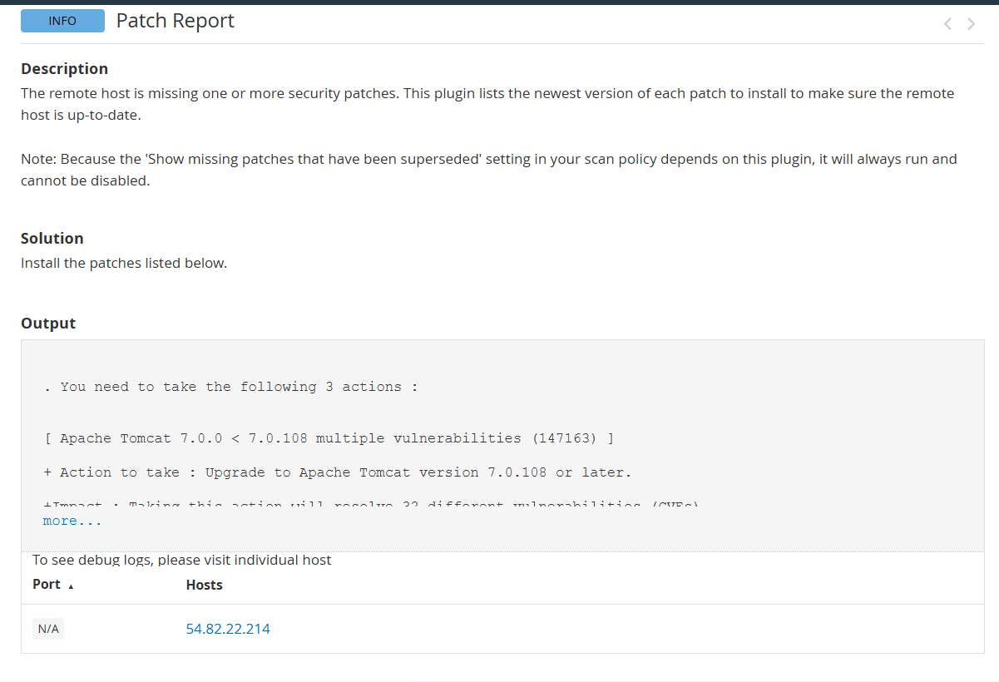 INFO Patch Report
Description
The remote host is missing one or more security patches. This plugin lists the newest version of each patch to install to make sure the remote
host is up-to-date.
Note: Because the 'Show missing patches that have been superseded' setting in your scan policy depends on this plugin, it will always run and
cannot be disabled.
Solution
Install the patches listed below.
Output
. You need to take the following 3 actions :
[ Apache Tomcat 7.0.0 < 7.0.108 multiple vulnerabilities (147163) ]
+ Action to take : Upgrade to Apache Tomcat version 7.0.108 or later.
+Impact : Taking this action will resolve different vulnerabilities (CVEs)
more...
To see debug logs, please visit individual host
Port ▲ Hosts
N/A 54.82.22.214